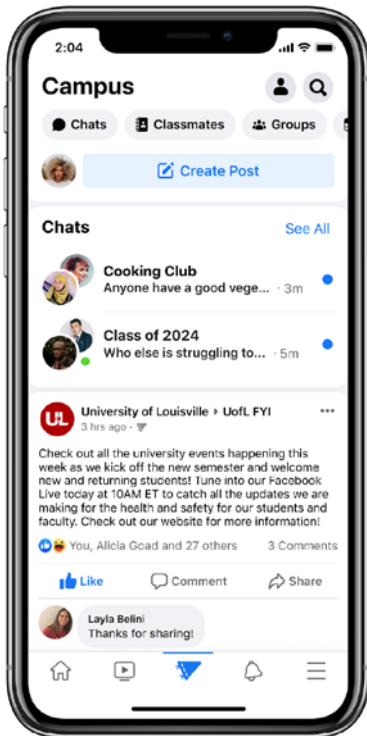 2:04
Campus
Chats
Classmates
Groups
Create Post
Chats
See All
Cooking Club
Anyone have a good vege... · 3m
Class of 2024
Who else is struggling to... · 5m
UL
University of Louisville ▸ UofL FYI
3 hrs ago ·
Check out all the university events happening this
week as we kick off the new semester and welcome
new and returning students! Tune into our Facebook
Live today at 10AM ET to catch all the updates we are
making for the health and safety for our students and
faculty. Check out our website for more information!
You, Alicia Goad and 27 others
3 Comments
Like
Comment
Share
Layla Belini
Thanks for sharing!